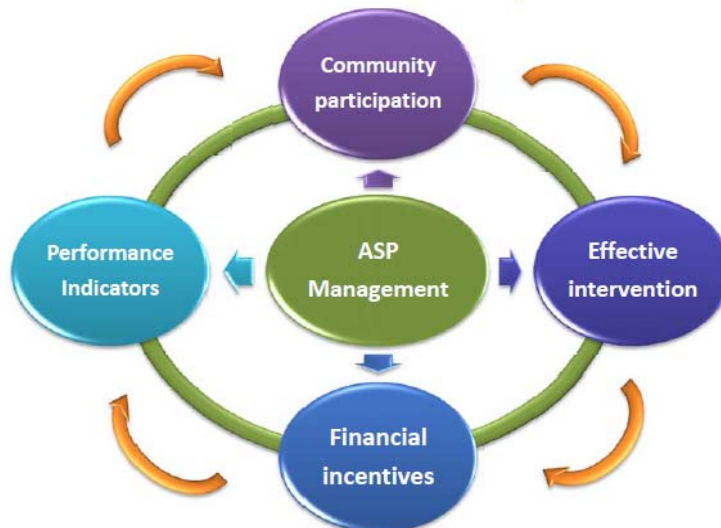 Community
participation
Performance
Indicators
ASP
Management
Effective
intervention
Financial
incentives